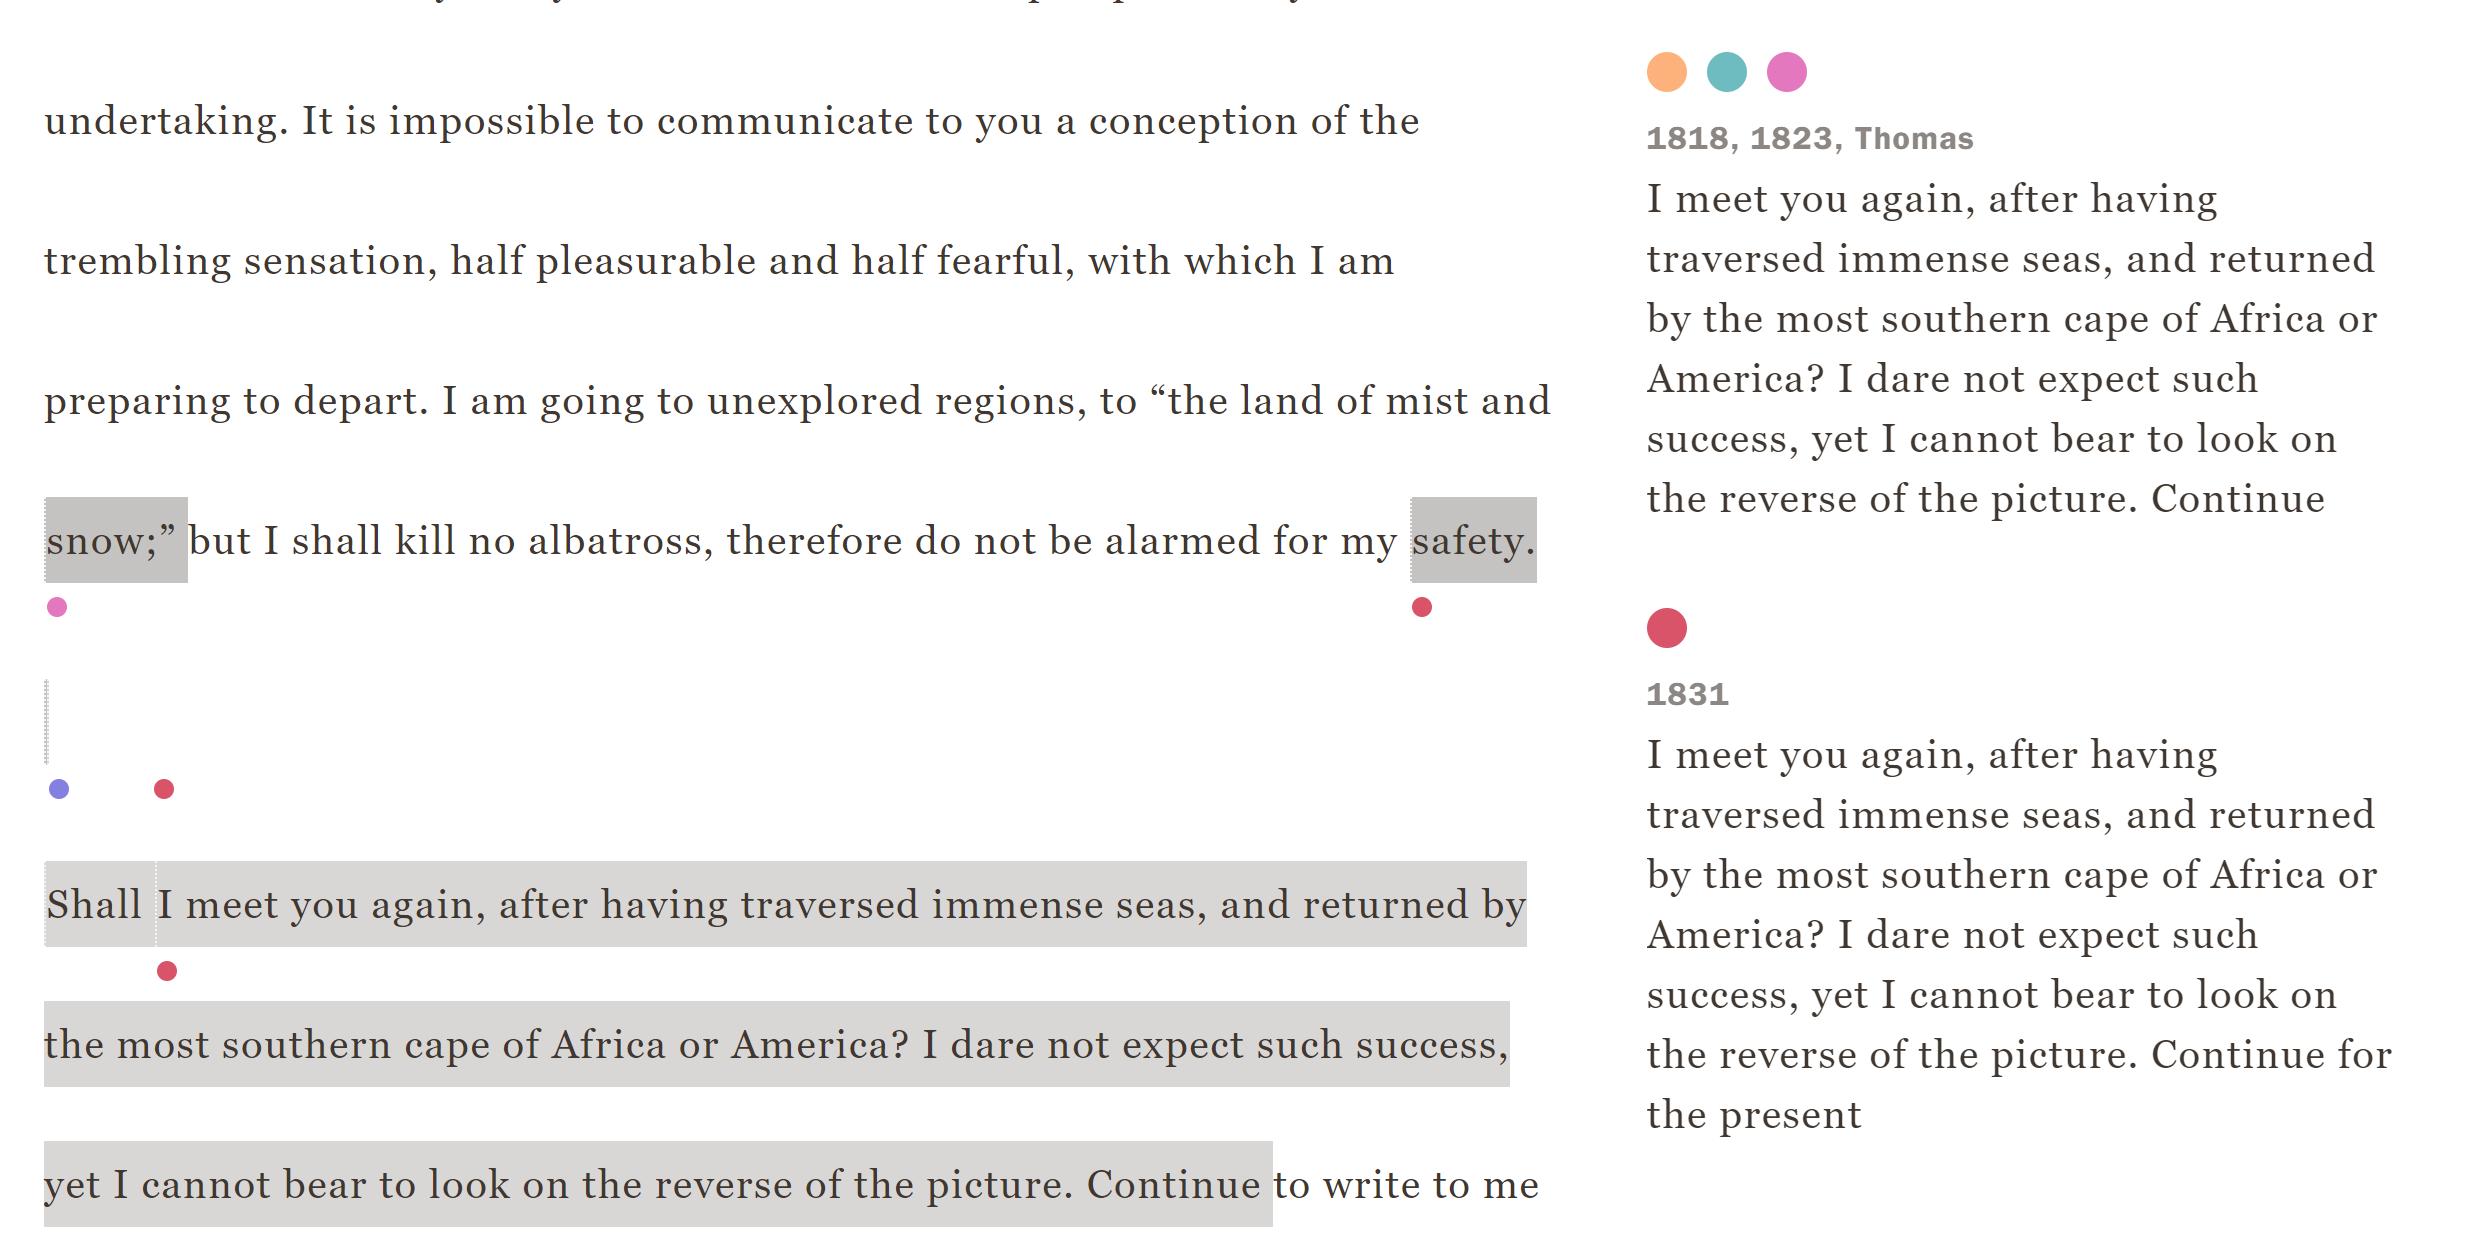 undertaking. It is impossible to communicate to you a conception of the
trembling sensation, half pleasurable and half fearful, with which I am
preparing to depart. I am going to unexplored regions, to “the land of mist and
snow;” but I shall kill no albatross, therefore do not be alarmed for my safety.
Shall I meet you again, after having traversed immense seas, and returned by
the most southern cape of Africa or America? I dare not expect such success,
yet I cannot bear to look on the reverse of the picture. Continue to write to me
1818, 1823, Thomas
I meet you again, after having
traversed immense seas, and returned
by the most southern cape of Africa or
America? I dare not expect such
success, yet I cannot bear to look on
the reverse of the picture. Continue
1831
I meet you again, after having
traversed immense seas, and returned
by the most southern cape of Africa or
America? I dare not expect such
success, yet I cannot bear to look on
the reverse of the picture. Continue for
the present